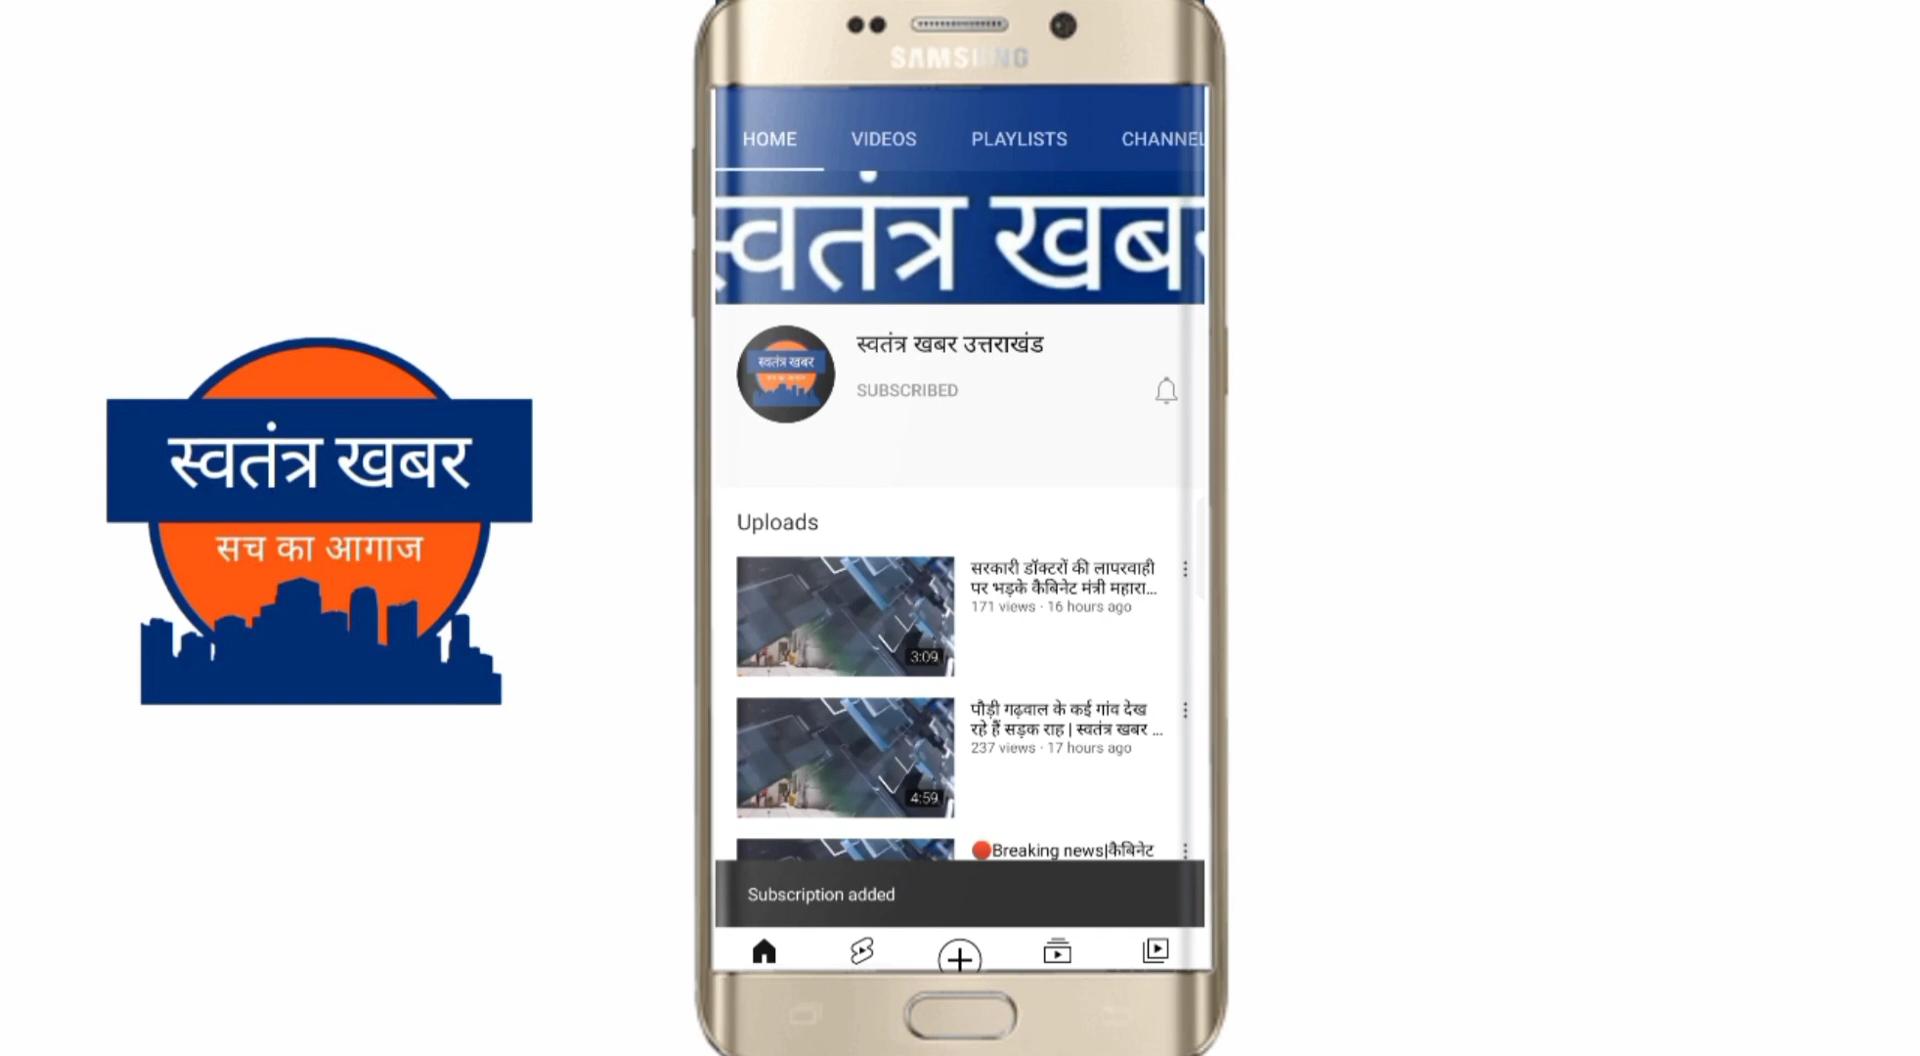 SAMSUNG
HOME VIDEOS PLAYLISTS CHANNEL
स्वतंत्र खबर
स्वतंत्र खबर उत्तराखंड
SUBSCRIBED
स्वतंत्र खबर
स्वतंत्र खबर
सच का आगाज
Uploads
सरकारी डॉक्टरों की लापरवाही
पर भड़के कैबिनेट मंत्री महारा...
171 views · 16 hours ago
3:09
पौड़ी गढ़वाल के कई गांव देख
रहे हैं सड़क राह | स्वतंत्र खबर ...
237 views · 17 hours ago
4:59
🔴Breaking news|कैबिनेट
Subscription added